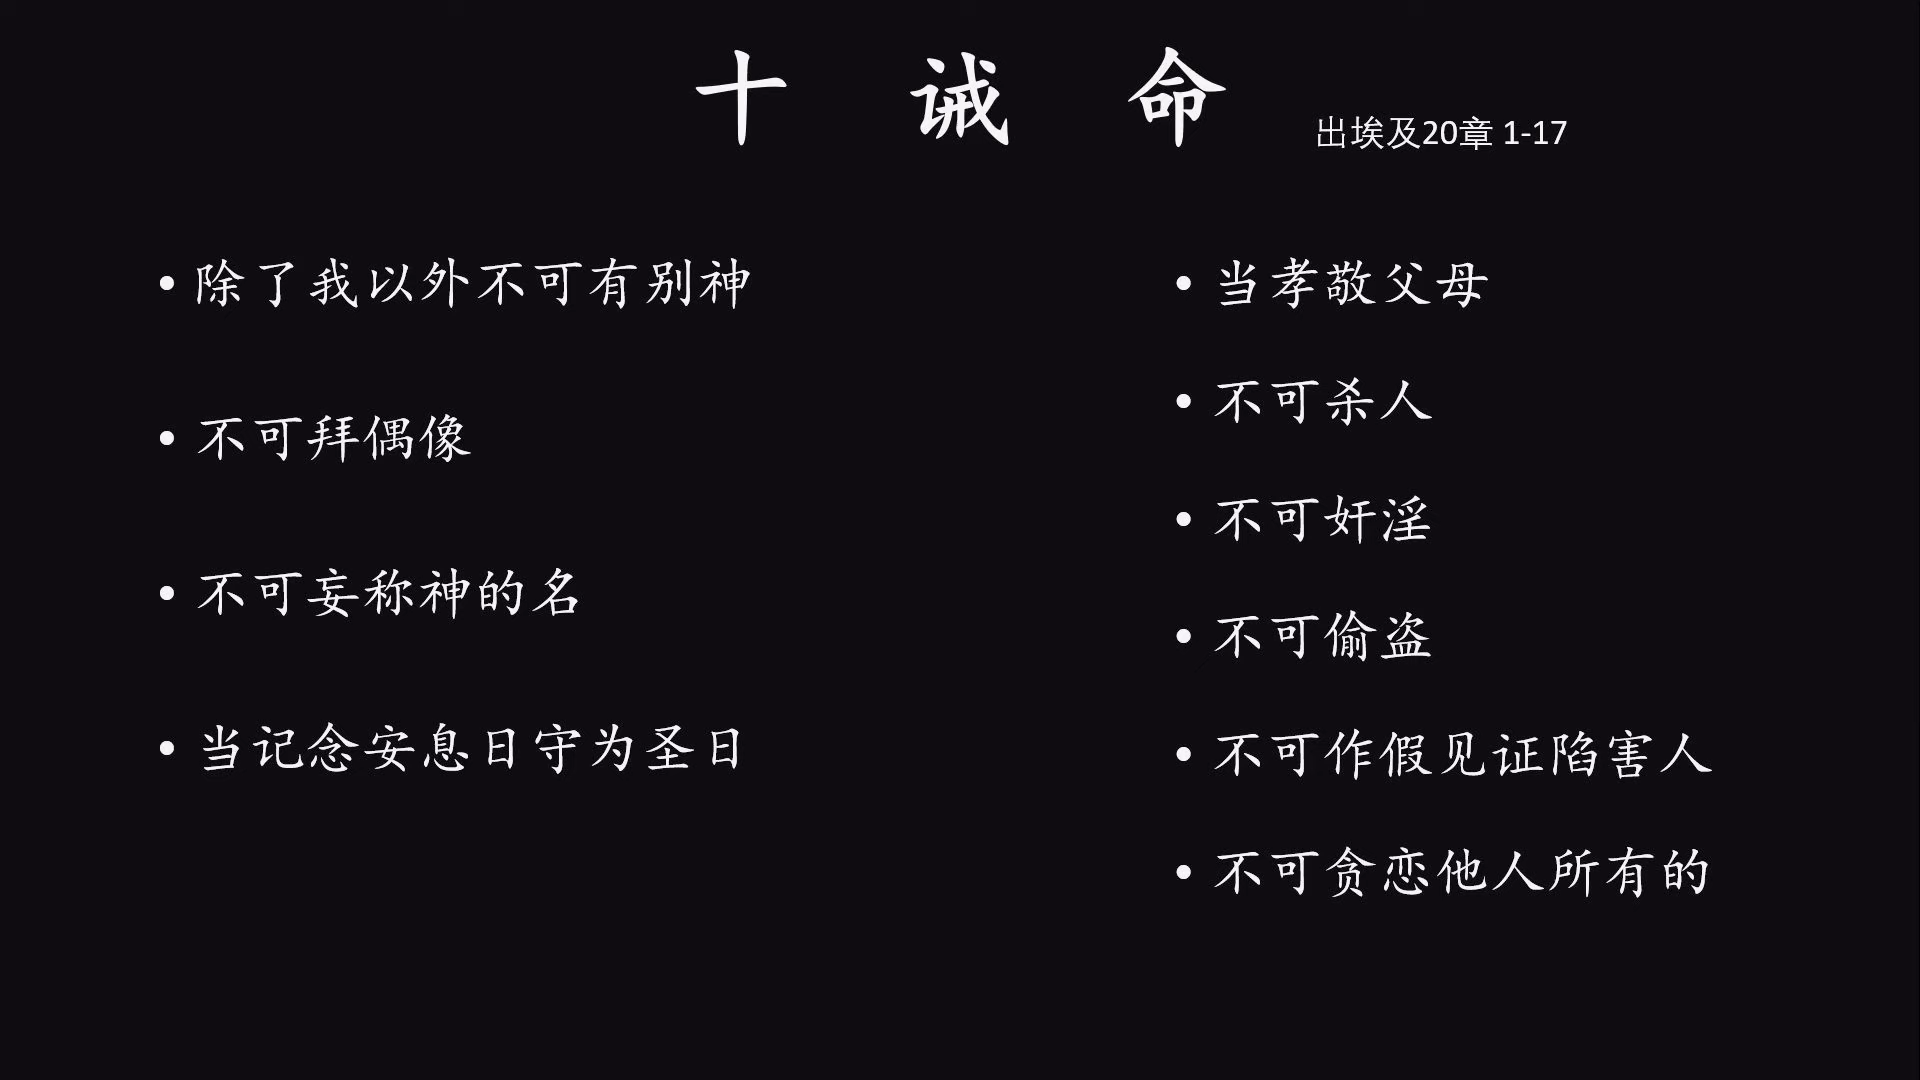 十 诫 命
出埃及20章 1-17
• 除了我以外不可有别神
• 不可拜偶像
• 不可妄称神的名
• 当记念安息日守为圣日
• 当孝敬父母
• 不可杀人
• 不可奸淫
• 不可偷盗
• 不可作假见证陷害人
• 不可贪恋他人所有的